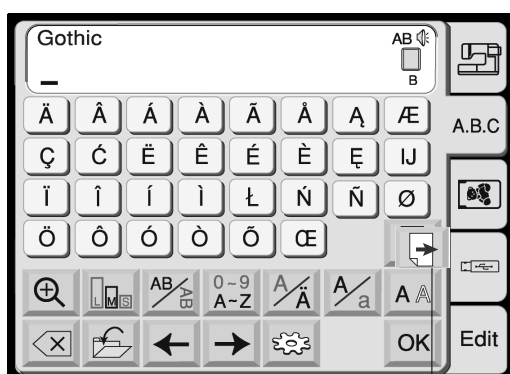 Gothic
AB
B
Ä Â Á À Ã Å Ą Æ
A.B.C
Ç Ć Ë Ê É È Ę IJ
Ï Î Í Ì Ł Ń Ñ Ø
Ö Ô Ó Ò Õ Œ
L M S
AB/AB
0~9
A~Z
A/Ä
A/a
A A
OK
Edit